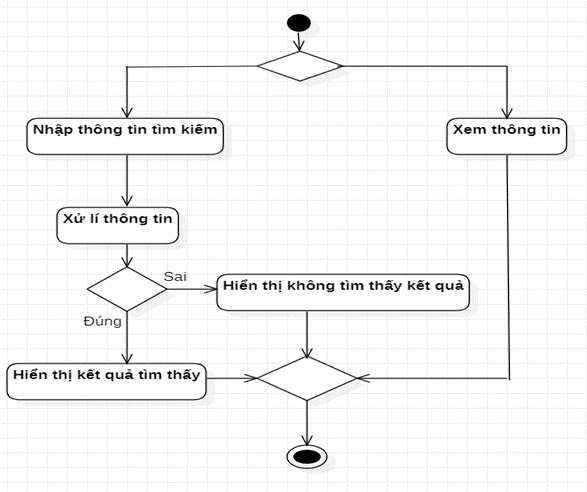 Nhập thông tin tìm kiếm
Xem thông tin
Xử lí thông tin
Sai
Hiển thị không tìm thấy kết quả
Đúng
Hiển thị kết quả tìm thấy